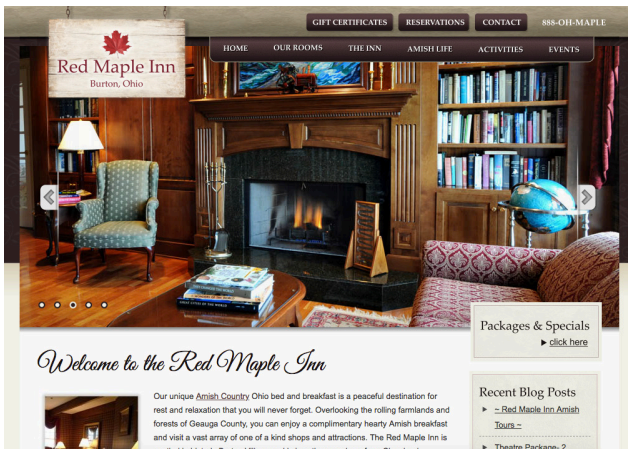 GIFT CERTIFICATES RESERVATIONS CONTACT 888-OH-MAPLE
HOME OUR ROOMS THE INN AMISH LIFE ACTIVITIES EVENTS
Red Maple Inn
Burton, Ohio
Packages & Specials
click here
Welcome to the Red Maple Inn
Our unique Amish Country Ohio bed and breakfast is a peaceful destination for
rest and relaxation that you will never forget. Overlooking the rolling farmlands and
forests of Geauga County, you can enjoy a complimentary hearty Amish breakfast
and visit a vast array of one of a kind shops and attractions. The Red Maple Inn is
Recent Blog Posts
~ Red Maple Inn Amish
Tours ~
Theatre Package- 2